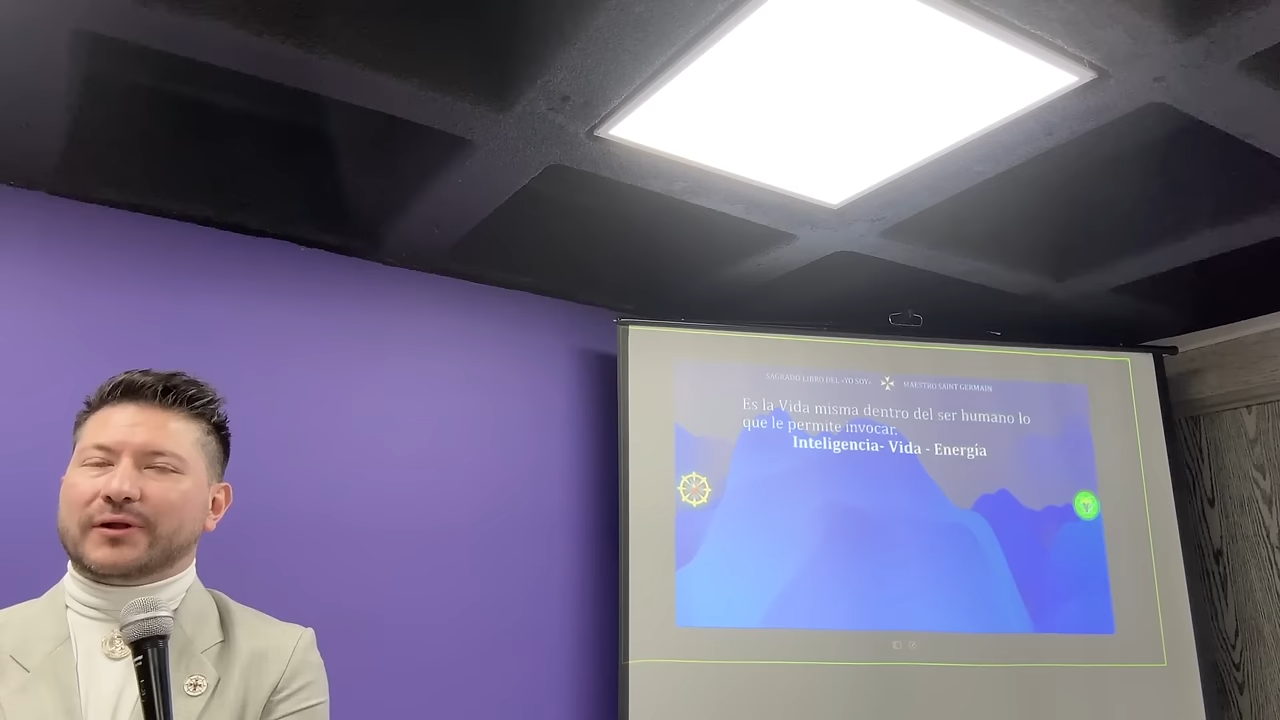 SAGRADO LIBRO DEL «YO SOY» MAESTRO SAINT GERMAIN
Es la Vida misma dentro del ser humano lo
que le permite invocar.
Inteligencia- Vida - Energía